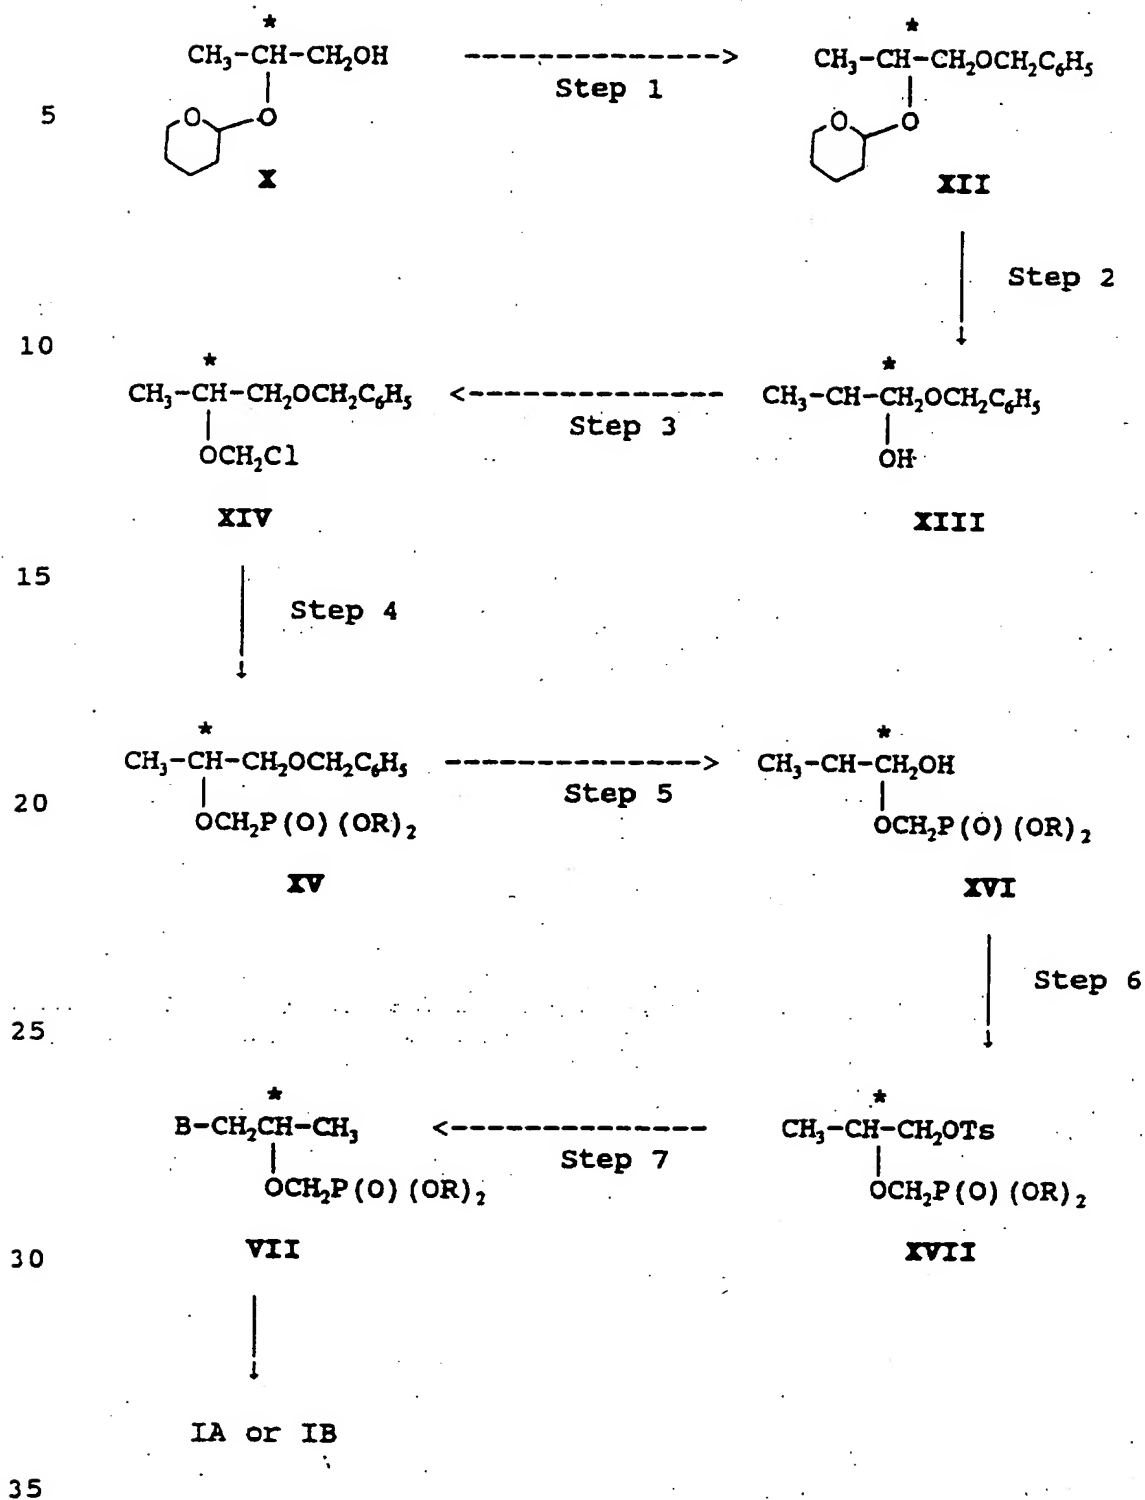 * *
CH3-CH-CH2OH ---------------> CH3-CH-CH2OCH2C6H5
Step 1
5 O O O O
X XII
Step 2
10
* *
CH3-CH-CH2OCH2C6H5 <--------------- CH3-CH-CH2OCH2C6H5
Step 3
OCH2Cl OH
XIV XIII
15
Step 4
* *
CH3-CH-CH2OCH2C6H5 ---------------> CH3-CH-CH2OH
Step 5
20
OCH2P(O)(OR)2 OCH2P(O)(OR)2
XV XVI
Step 6
25
* *
B-CH2CH-CH3 <--------------- CH3-CH-CH2OTs
Step 7
OCH2P(O)(OR)2 OCH2P(O)(OR)2
VII XVII
30
IA or IB
35